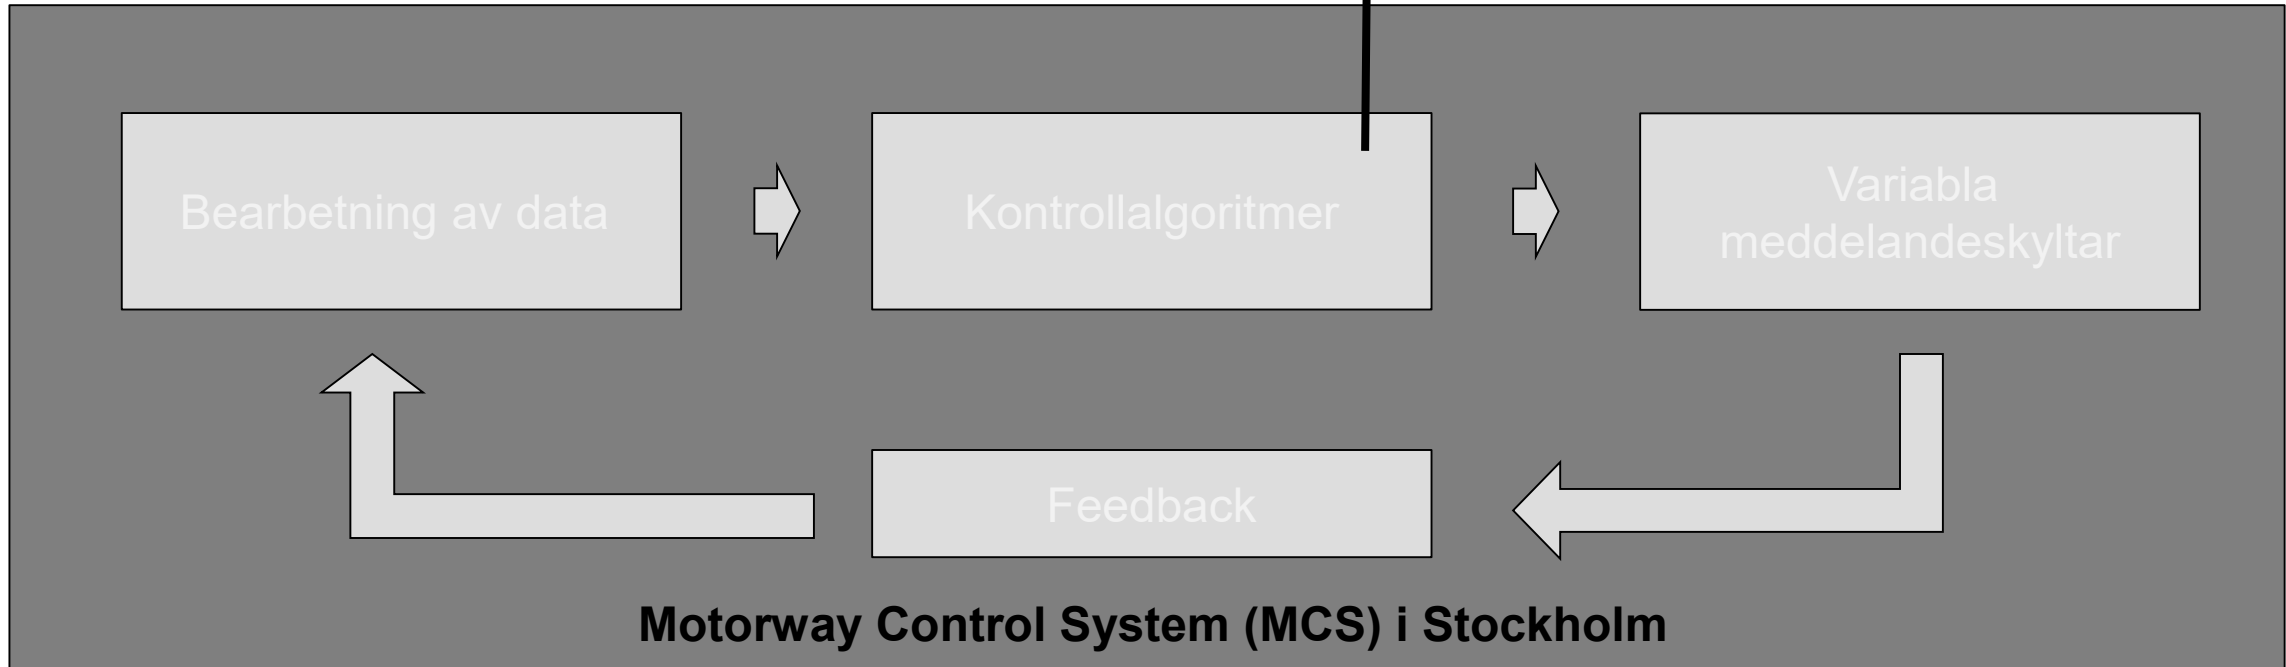 Bearbetning av data
Kontrollalgoritmer
Variabla
meddelandeskyltar
Feedback
Motorway Control System (MCS) i Stockholm